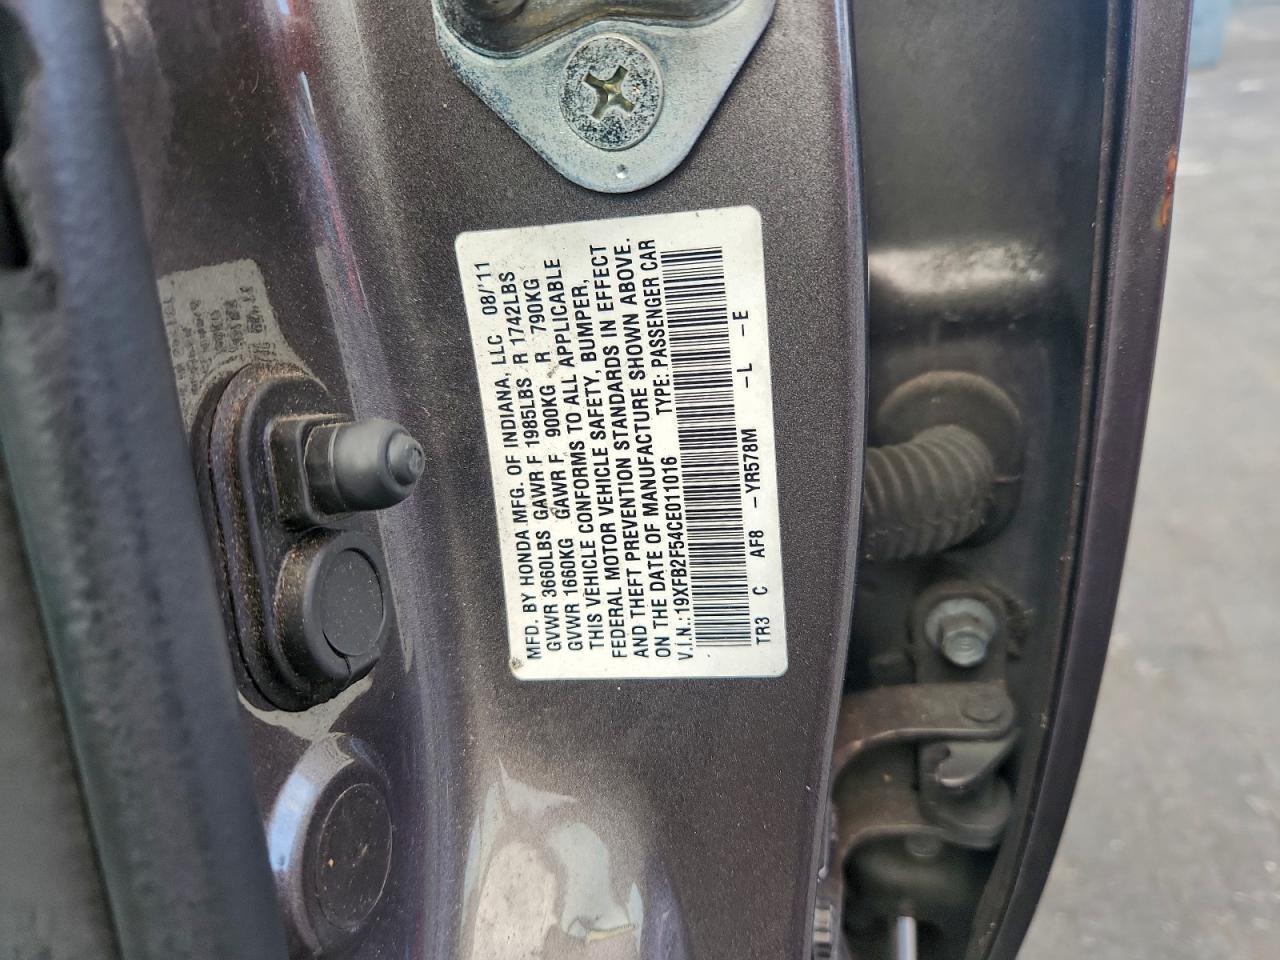 MFD. BY HONDA MFG. OF INDIANA, LLC 08/'11
GVWR 3660LBS GAWR F 1985LBS R 1742LBS
GVWR 1660KG GAWR F 900KG R 790KG
THIS VEHICLE CONFORMS TO ALL APPLICABLE
FEDERAL MOTOR VEHICLE SAFETY, BUMPER,
AND THEFT PREVENTION STANDARDS IN EFFECT
ON THE DATE OF MANUFACTURE SHOWN ABOVE.
V.I.N.: 19XFB2F54CE011016 TYPE: PASSENGER CAR
TR3 C AF8 -YR578M -L -E